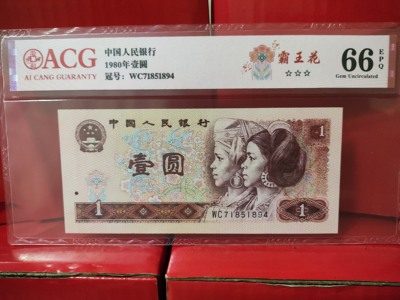 ACG
AI CANG GUARANTY
中国人民银行
1980年壹圆
冠号：WC71851894
霸王花
☆☆☆
66 EPQ
Gem Uncirculated
中国人民银行
1
壹圆
WC71851894
1
1